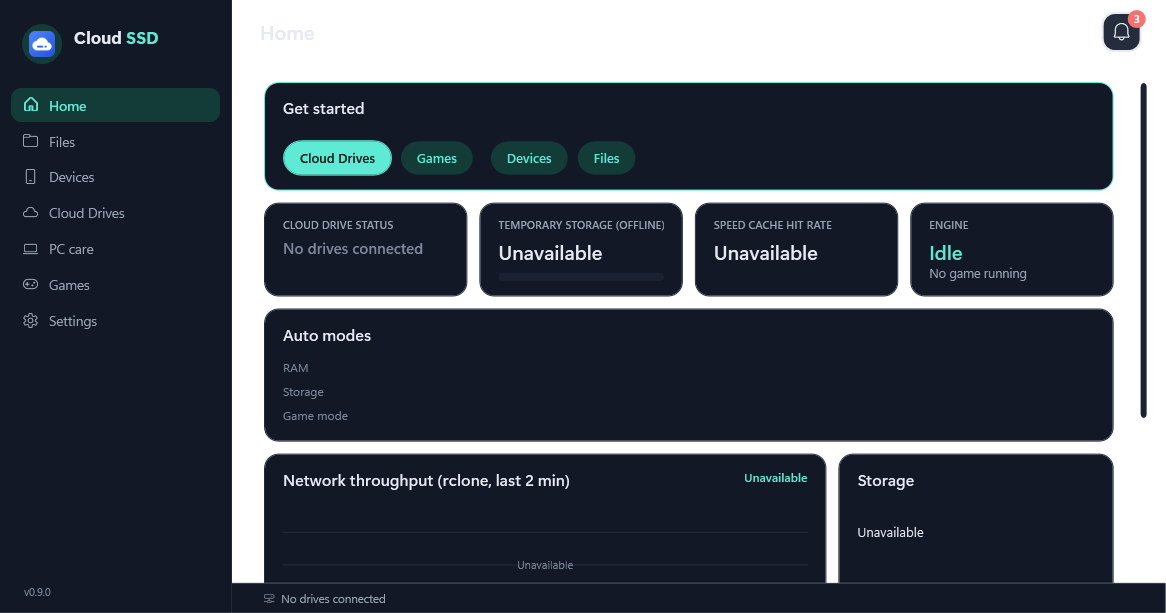 Cloud SSD
Home
Files
Devices
Cloud Drives
PC care
Games
Settings
v0.9.0
Home
3
Get started
Cloud Drives
Games
Devices
Files
CLOUD DRIVE STATUS
No drives connected
TEMPORARY STORAGE (OFFLINE)
Unavailable
SPEED CACHE HIT RATE
Unavailable
ENGINE
Idle
No game running
Auto modes
RAM
Storage
Game mode
Network throughput (rclone, last 2 min)
Unavailable
Unavailable
Storage
Unavailable
No drives connected